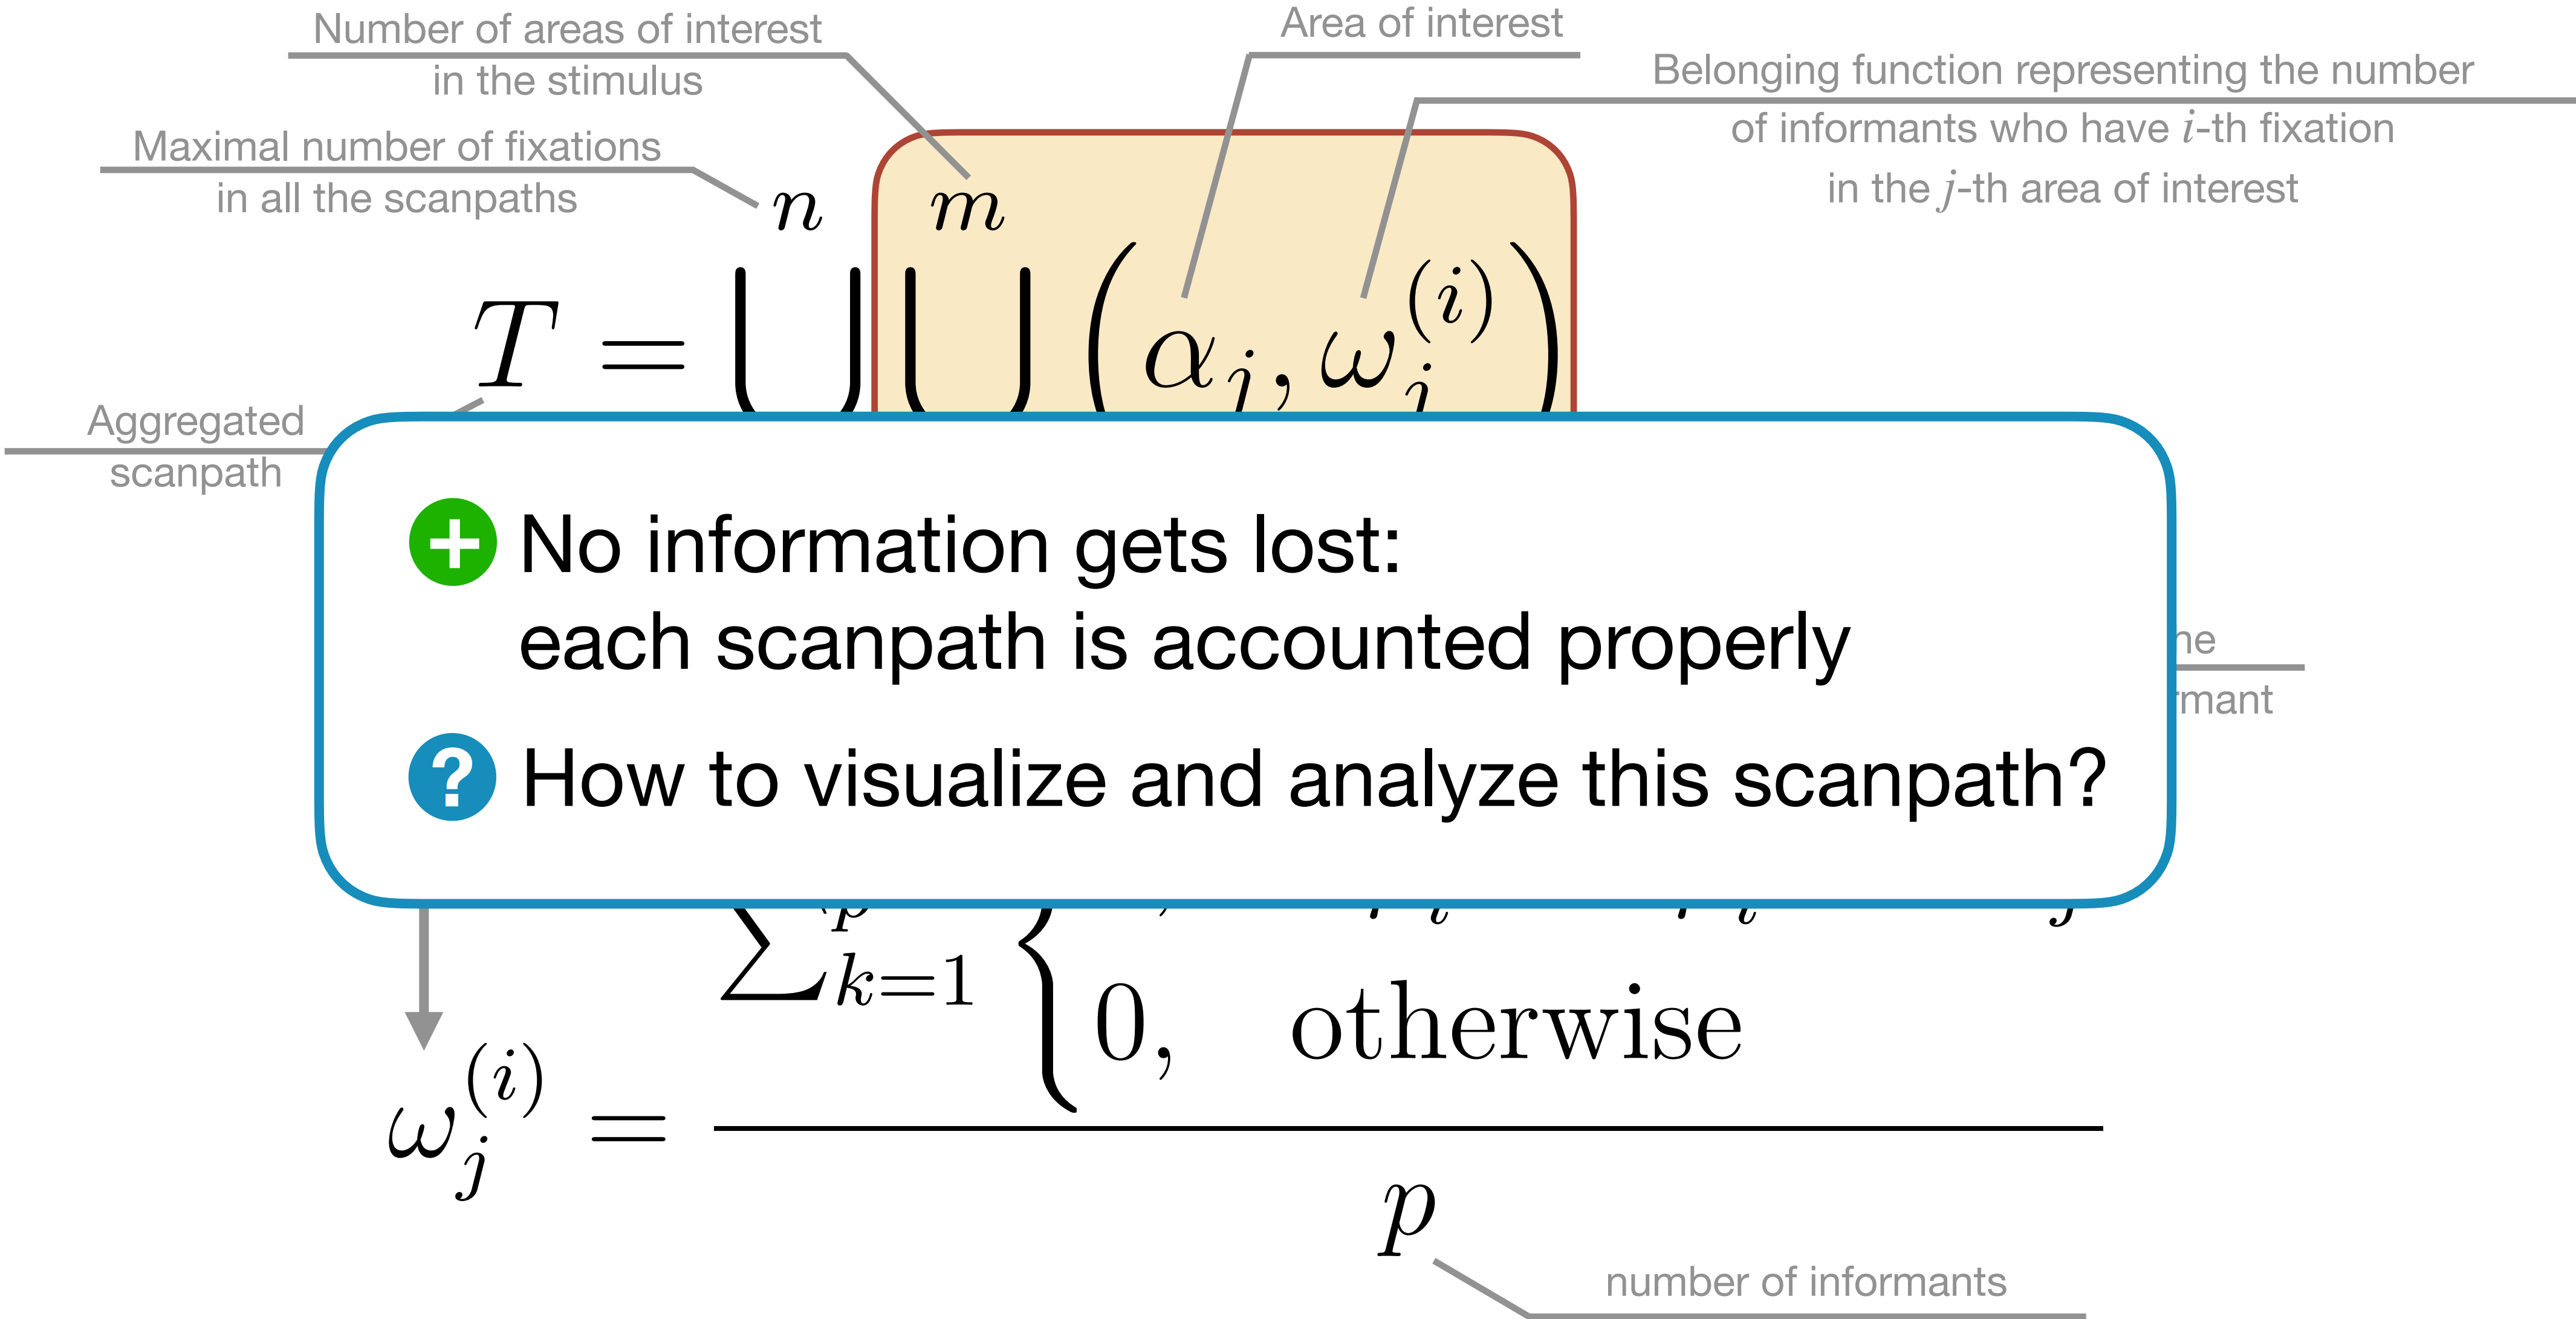 Number of areas of interest
in the stimulus
Area of interest
Belonging function representing the number
of informants who have i-th fixation
in the j-th area of interest
Maximal number of fixations
in all the scanpaths
n m
T = ⋃ ⋃ (α_j, ω_j^(i))
Aggregated
scanpath
No information gets lost:
each scanpath is accounted properly
How to visualize and analyze this scanpath?
∑ p k=1 {
0, otherwise
ω_j^(i) =
p
number of informants